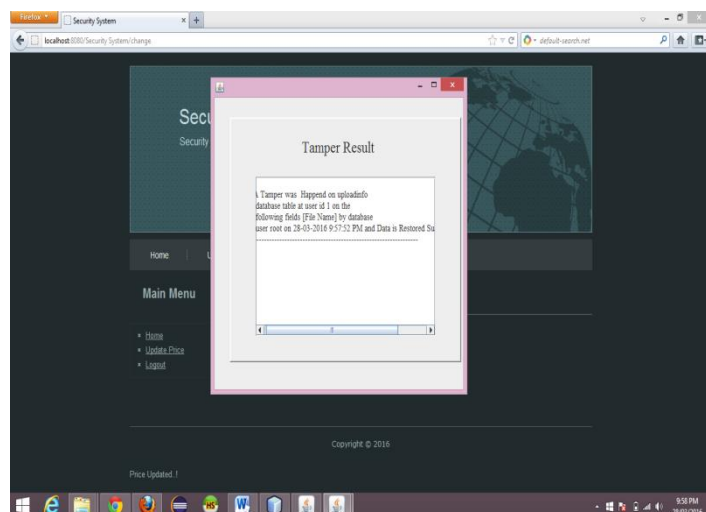 Firefox
Security System
localhost:8080/Security System/change
default-search.net
Secu
Security
Tamper Result
A Tamper was Happend on uploadinfo
database table at user id 1 on the
following fields [File Name] by database
user root on 28-03-2016 9:57:52 PM and Data is Restored Su
Home
U
Main Menu
Home
Update Price
Logout
Copyright © 2016
Price Updated..!
9:58 PM
28/03/2016